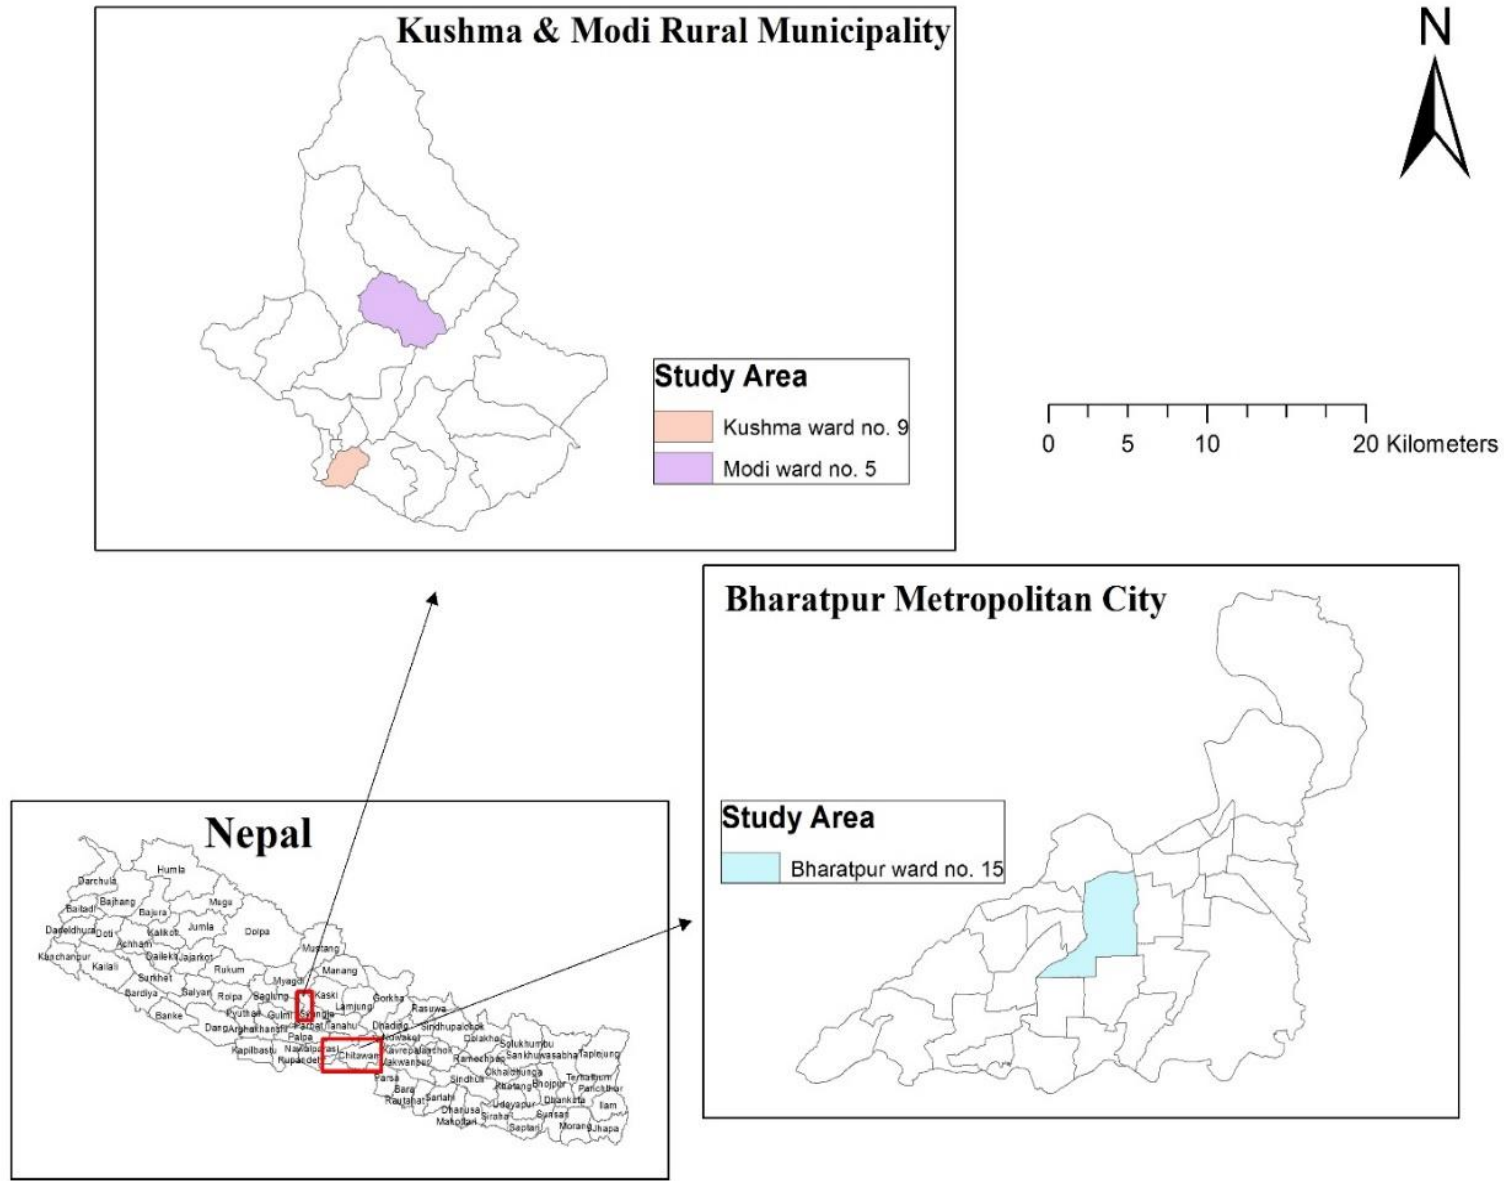 Kushma & Modi Rural Municipality
N
Study Area
Kushma ward no. 9
Modi ward no. 5
0 5 10 20 Kilometers
Bharatpur Metropolitan City
Study Area
Bharatpur ward no. 15
Nepal
Humla
Darchula
Bajhang
Mugu
Baitadi
Bajura
Dadeldhura
Doti
Kalikot
Jumla
Dolpa
Achham
Mustang
Kanchanpur
Kailali
Dailekh
Jajarkot
Surkhet
Rukum
Manang
Myagdi
Bardiya
Salyan
Rolpa
Baglung
Kaski
Gorkha
Lamjung
Rasuwa
Banke
Pyuthan
Gulmi
Syangja
Dang
Arghakhanchi
Parbat
Tanahu
Dhading
Sindhupalchok
Palpa
Nuwakot
Dolakha
Solukhumbu
Kapilbastu
Nawalparasi
Chitawan
Kavrepalanchok
Ramechhap
Sankhuwasabha
Taplejung
Rupandehi
Makwanpur
Okhaldhunga
Parsa
Sindhuli
Khotang
Bhojpur
Terhathum
Panchthar
Bara
Rautahat
Sarlahi
Udayapur
Dhankuta
Ilam
Dhanusa
Mahottari
Siraha
Sunsari
Saptari
Morang
Jhapa